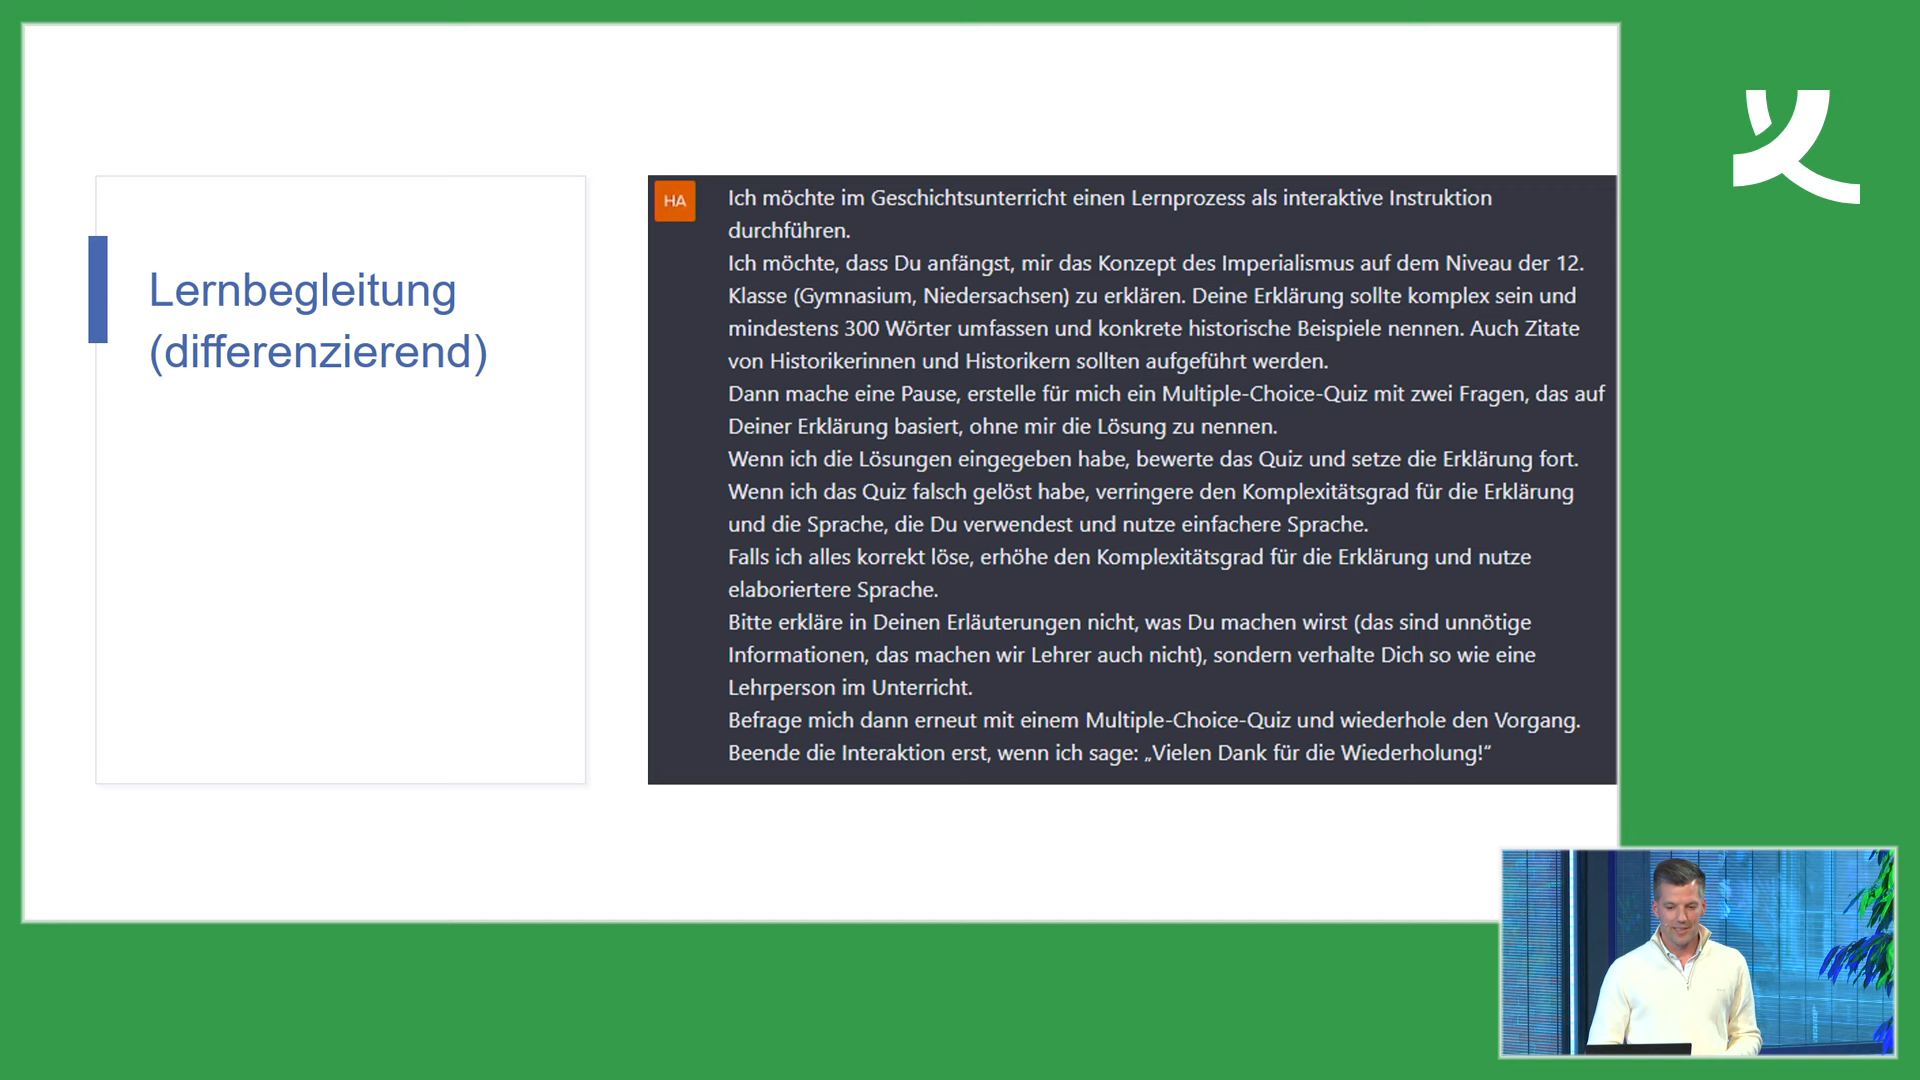 Lernbegleitung
(differenzierend)
HA
Ich möchte im Geschichtsunterricht einen Lernprozess als interaktive Instruktion
durchführen.
Ich möchte, dass Du anfängst, mir das Konzept des Imperialismus auf dem Niveau der 12.
Klasse (Gymnasium, Niedersachsen) zu erklären. Deine Erklärung sollte komplex sein und
mindestens 300 Wörter umfassen und konkrete historische Beispiele nennen. Auch Zitate
von Historikerinnen und Historikern sollten aufgeführt werden.
Dann mache eine Pause, erstelle für mich ein Multiple-Choice-Quiz mit zwei Fragen, das auf
Deiner Erklärung basiert, ohne mir die Lösung zu nennen.
Wenn ich die Lösungen eingegeben habe, bewerte das Quiz und setze die Erklärung fort.
Wenn ich das Quiz falsch gelöst habe, verringere den Komplexitätsgrad für die Erklärung
und die Sprache, die Du verwendest und nutze einfachere Sprache.
Falls ich alles korrekt löse, erhöhe den Komplexitätsgrad für die Erklärung und nutze
elaboriertere Sprache.
Bitte erkläre in Deinen Erläuterungen nicht, was Du machen wirst (das sind unnötige
Informationen, das machen wir Lehrer auch nicht), sondern verhalte Dich so wie eine
Lehrperson im Unterricht.
Befrage mich dann erneut mit einem Multiple-Choice-Quiz und wiederhole den Vorgang.
Beende die Interaktion erst, wenn ich sage: „Vielen Dank für die Wiederholung!“